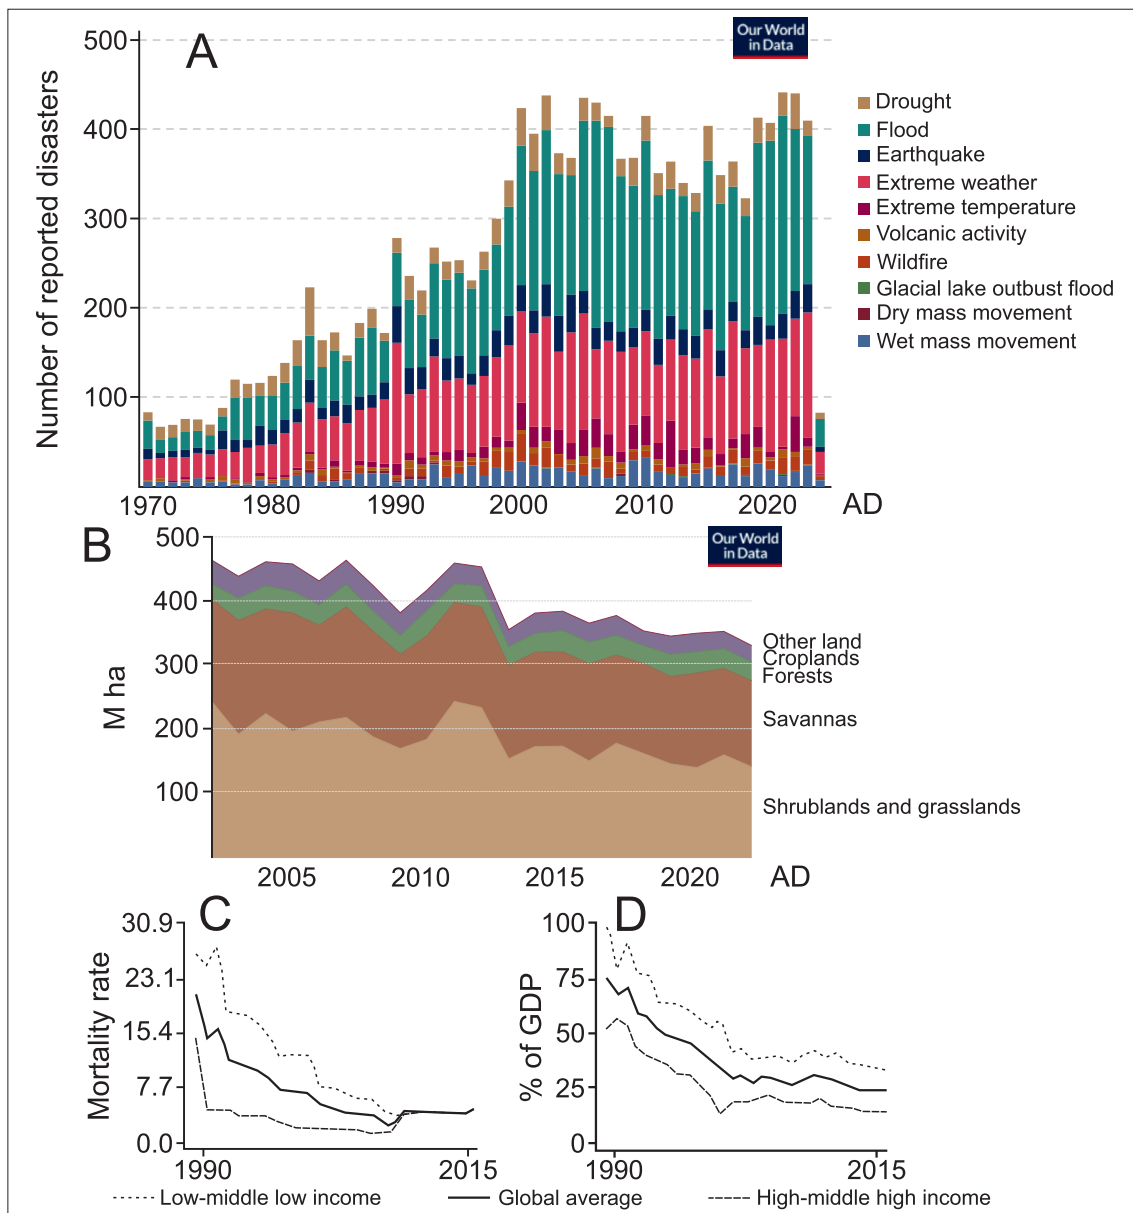 A
Our World
in Data
Number of reported disasters
500
400
300
200
100
1970
1980
1990
2000
2010
2020
AD
Drought
Flood
Earthquake
Extreme weather
Extreme temperature
Volcanic activity
Wildfire
Glacial lake outbust flood
Dry mass movement
Wet mass movement
B
Our World
in Data
M ha
500
400
300
200
100
2005
2010
2015
2020
AD
Other land
Croplands
Forests
Savannas
Shrublands and grasslands
C
Mortality rate
30.9
23.1
15.4
7.7
0.0
1990
2015
D
% of GDP
100
75
50
25
0
1990
2015
Low-middle low income
Global average
High-middle high income